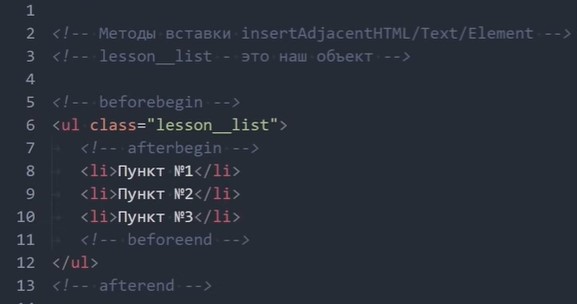 1
2 <!-- Методы вставки insertAdjacentHTML/Text/Element -->
3 <!-- lesson__list - это наш объект -->
4
5 <!-- beforebegin -->
6 <ul class="lesson__list">
7 <!-- afterbegin -->
8 <li>Пункт №1</li>
9 <li>Пункт №2</li>
10 <li>Пункт №3</li>
11 <!-- beforeend -->
12 </ul>
13 <!-- afterend -->